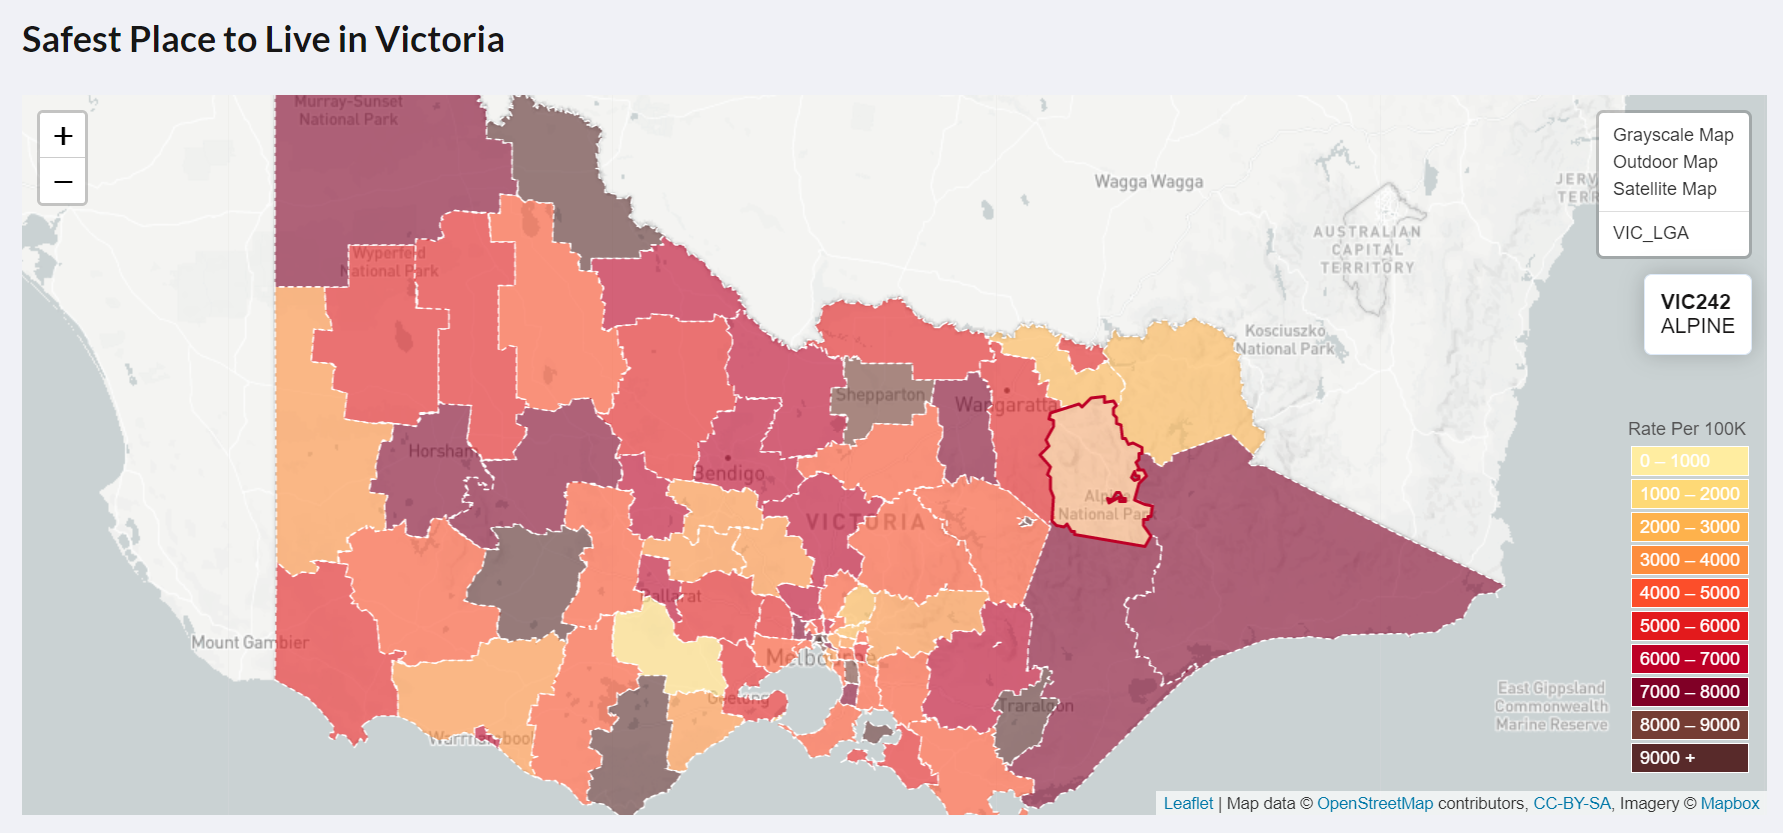 Safest Place to Live in Victoria
+
−
Murray-Sunset
National Park
Wagga Wagga
Grayscale Map
Outdoor Map
Satellite Map
VIC_LGA
JERV
TERR
AUSTRALIAN
CAPITAL
TERRITORY
Wyperfeld
National Park
VIC242
ALPINE
Kosciuszko
National Park
Shepparton
Wangaratta
Horsham
Bendigo
Alpine
National Park
VICTORIA
Ballarat
Mount Gambier
Melbourne
Geelong
Traralgon
Warrnambool
East Gippsland
Commonwealth
Marine Reserve
Rate Per 100K
0 – 1000
1000 – 2000
2000 – 3000
3000 – 4000
4000 – 5000
5000 – 6000
6000 – 7000
7000 – 8000
8000 – 9000
9000 +
Leaflet | Map data © OpenStreetMap contributors, CC-BY-SA, Imagery © Mapbox